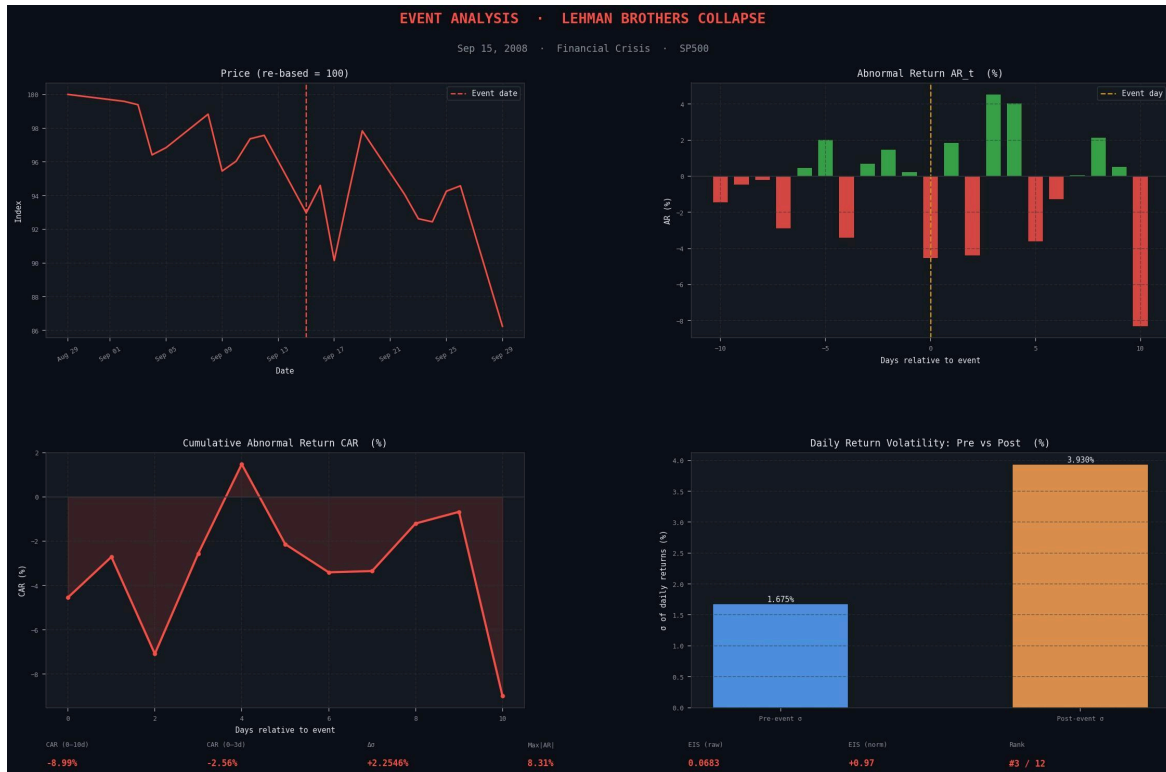 EVENT ANALYSIS · LEHMAN BROTHERS COLLAPSE
Sep 15, 2008 · Financial Crisis · SP500
Price (re-based = 100)
Event date
100
98
96
94
92
90
88
86
Index
Aug 29
Sep 01
Sep 05
Sep 09
Sep 13
Sep 17
Sep 21
Sep 25
Sep 29
Date
Abnormal Return AR_t (%)
Event day
4
2
0
−2
−4
−6
−8
AR (%)
−10
−5
0
5
10
Days relative to event
Cumulative Abnormal Return CAR (%)
2
0
−2
−4
−6
−8
CAR (%)
0
2
4
6
8
10
Days relative to event
Daily Return Volatility: Pre vs Post (%)
4.0
3.5
3.0
2.5
2.0
1.5
1.0
0.5
0.0
σ of daily returns (%)
1.675%
3.930%
Pre-event σ
Post-event σ
CAR (0–10d)
CAR (0–3d)
Δσ
Max|AR|
EIS (raw)
EIS (norm)
Rank
-8.99%
-2.56%
+2.2546%
8.31%
0.0683
+0.97
#3 / 12